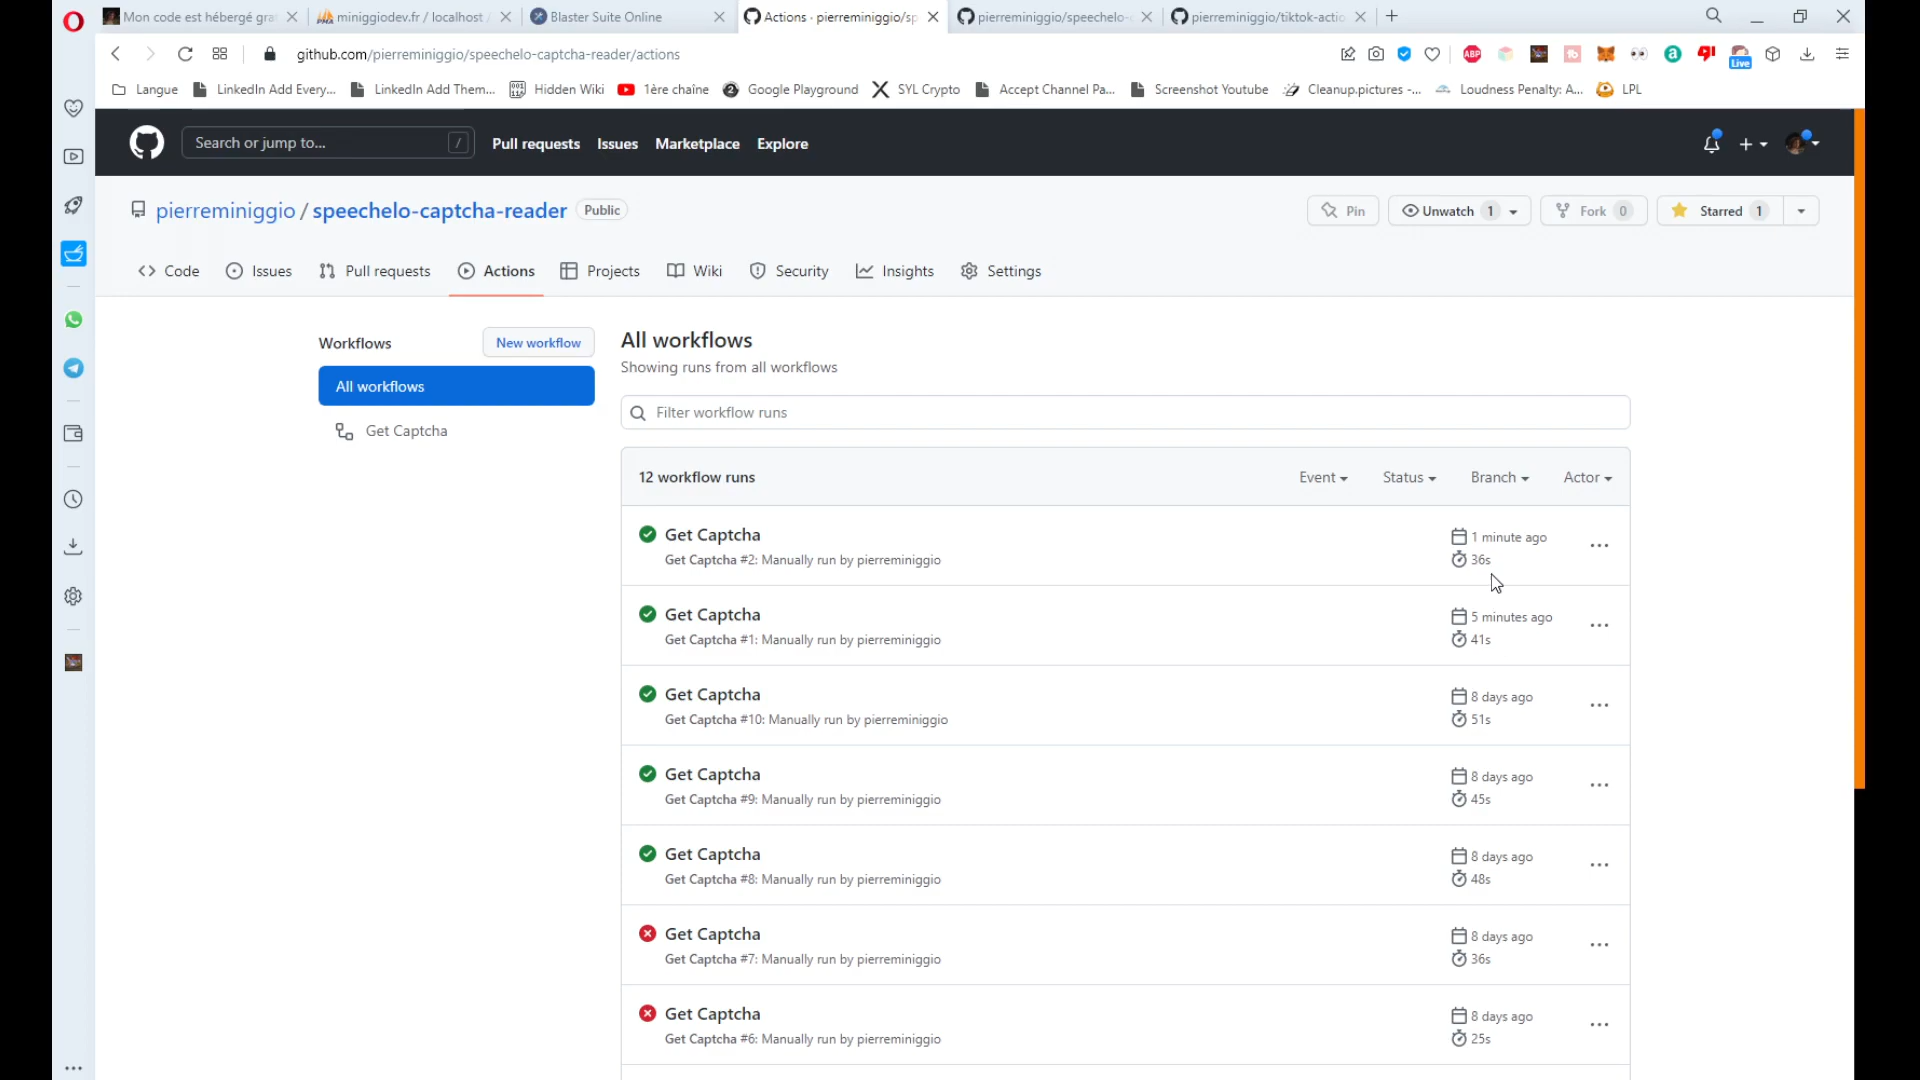 Mon code est hébergé gra
miniggiodev.fr / localhost /
Blaster Suite Online
Actions · pierreminiggio/sp
pierreminiggio/speechelo-
pierreminiggio/tiktok-actio
github.com/pierreminiggio/speechelo-captcha-reader/actions
ABP
Live
Langue
LinkedIn Add Every...
LinkedIn Add Them...
Hidden Wiki
1ère chaîne
Google Playground
SYL Crypto
Accept Channel Pa...
Screenshot Youtube
Cleanup.pictures -...
Loudness Penalty: A...
LPL
Search or jump to... /
Pull requests Issues Marketplace Explore
pierreminiggio / speechelo-captcha-reader Public
Pin Unwatch 1 Fork 0 Starred 1
Code Issues Pull requests Actions Projects Wiki Security Insights Settings
Workflows New workflow
All workflows
Get Captcha
All workflows
Showing runs from all workflows
Filter workflow runs
12 workflow runs Event Status Branch Actor
Get Captcha 1 minute ago
Get Captcha #2: Manually run by pierreminiggio 36s
Get Captcha 5 minutes ago
Get Captcha #1: Manually run by pierreminiggio 41s
Get Captcha 8 days ago
Get Captcha #10: Manually run by pierreminiggio 51s
Get Captcha 8 days ago
Get Captcha #9: Manually run by pierreminiggio 45s
Get Captcha 8 days ago
Get Captcha #8: Manually run by pierreminiggio 48s
Get Captcha 8 days ago
Get Captcha #7: Manually run by pierreminiggio 36s
Get Captcha 8 days ago
Get Captcha #6: Manually run by pierreminiggio 25s